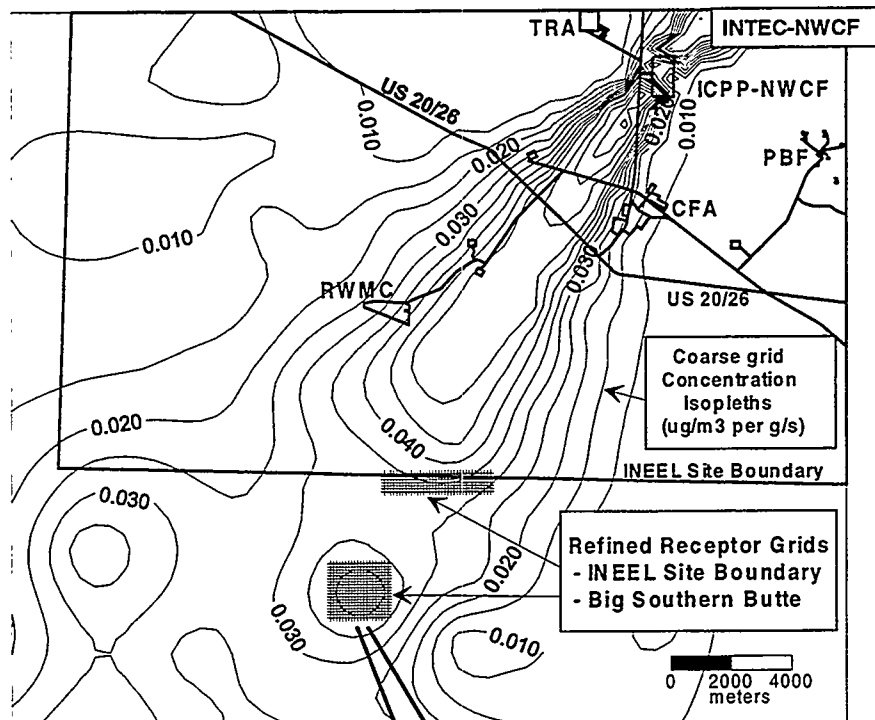 TRA
INTEC-NWCF
US 20/26
0.010
ICPP-NWCF
0.020
0.010
PBF
0.020
0.010
0.030
CFA
0.030
RWMC
US 20/26
Coarse grid
Concentration
Isopleths
(ug/m3 per g/s)
0.020
0.040
INEEL Site Boundary
0.030
Refined Receptor Grids
- INEEL Site Boundary
- Big Southern Butte
0.020
0.030
0.010
0 2000 4000
meters